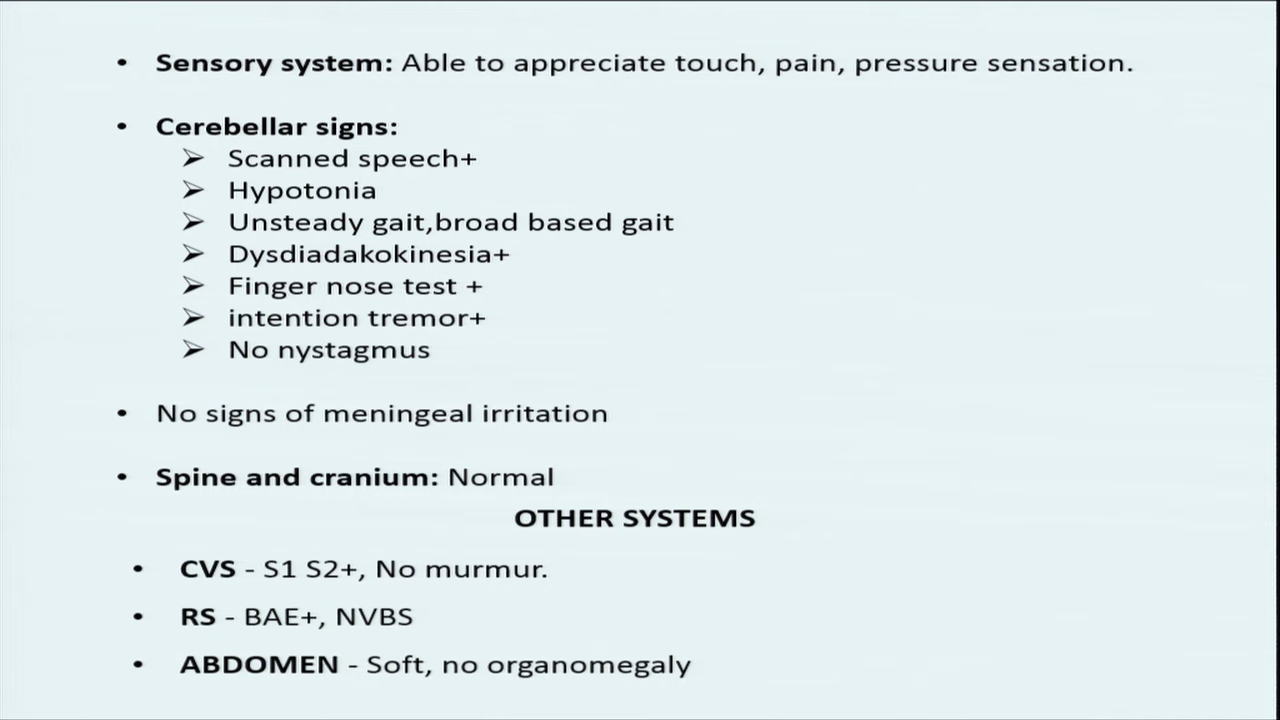 • Sensory system: Able to appreciate touch, pain, pressure sensation.
• Cerebellar signs:
➢ Scanned speech+
➢ Hypotonia
➢ Unsteady gait,broad based gait
➢ Dysdiadakokinesia+
➢ Finger nose test +
➢ intention tremor+
➢ No nystagmus
• No signs of meningeal irritation
• Spine and cranium: Normal
OTHER SYSTEMS
• CVS - S1 S2+, No murmur.
• RS - BAE+, NVBS
• ABDOMEN - Soft, no organomegaly